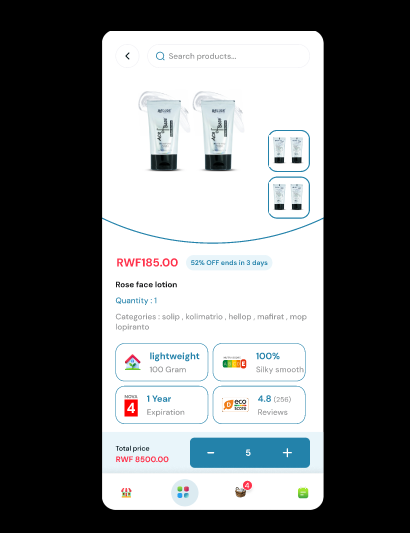 Search products...
RWF185.00
52% OFF ends in 3 days
Rose face lotion
Quantity : 1
Categories : solip , kolimatrio , hellop , mafiret , mop
lopiranto
lightweight
100 Gram
100%
Silky smooth
NOVA
4
1 Year
Expiration
eco
score
4.8 (256)
Reviews
Total price
RWF 8500.00
5
4